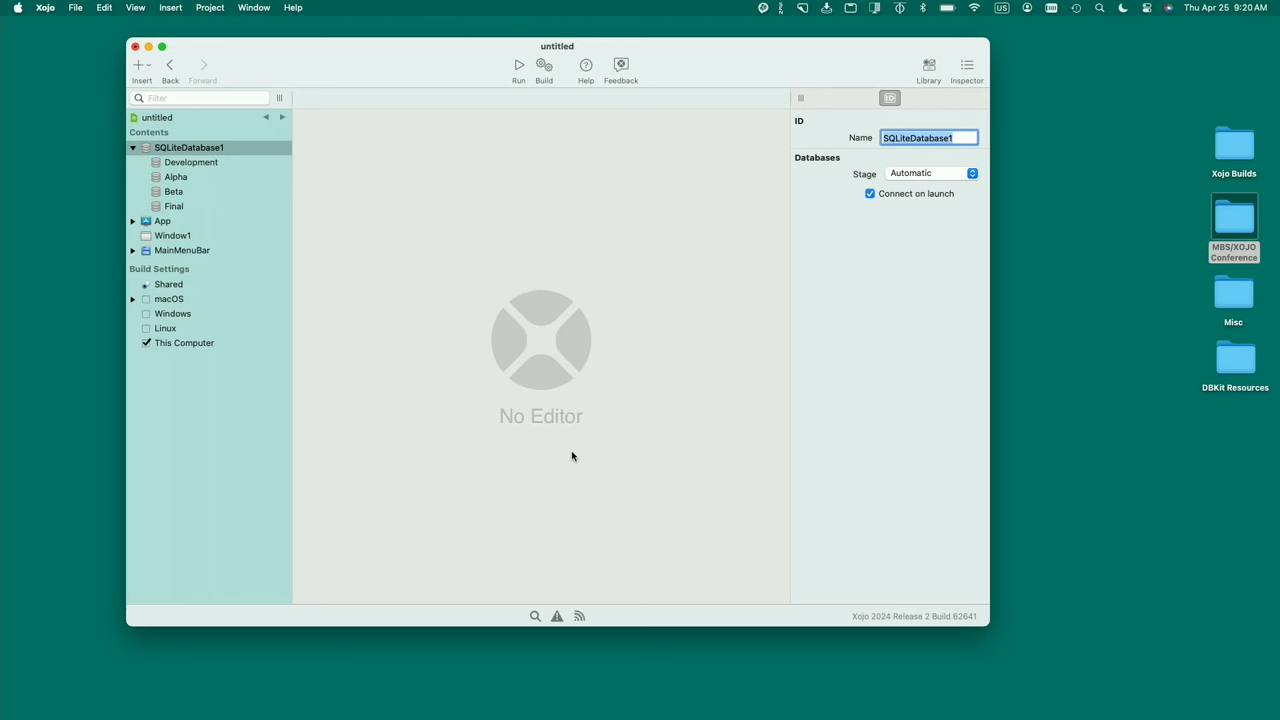 Xojo File Edit View Insert Project Window Help
US Thu Apr 25 9:20 AM
untitled
Insert Back Forward Run Build Help Feedback Library Inspector
Filter
ID
untitled
Contents
SQLiteDatabase1
Development
Alpha
Beta
Final
App
Window1
MainMenuBar
Build Settings
Shared
macOS
Windows
Linux
This Computer
No Editor
ID
Name SQLiteDatabase1
Databases
Stage Automatic
Connect on launch
Xojo 2024 Release 2 Build 62641
Xojo Builds
MBS/XOJO
Conference
Misc
DBKit Resources